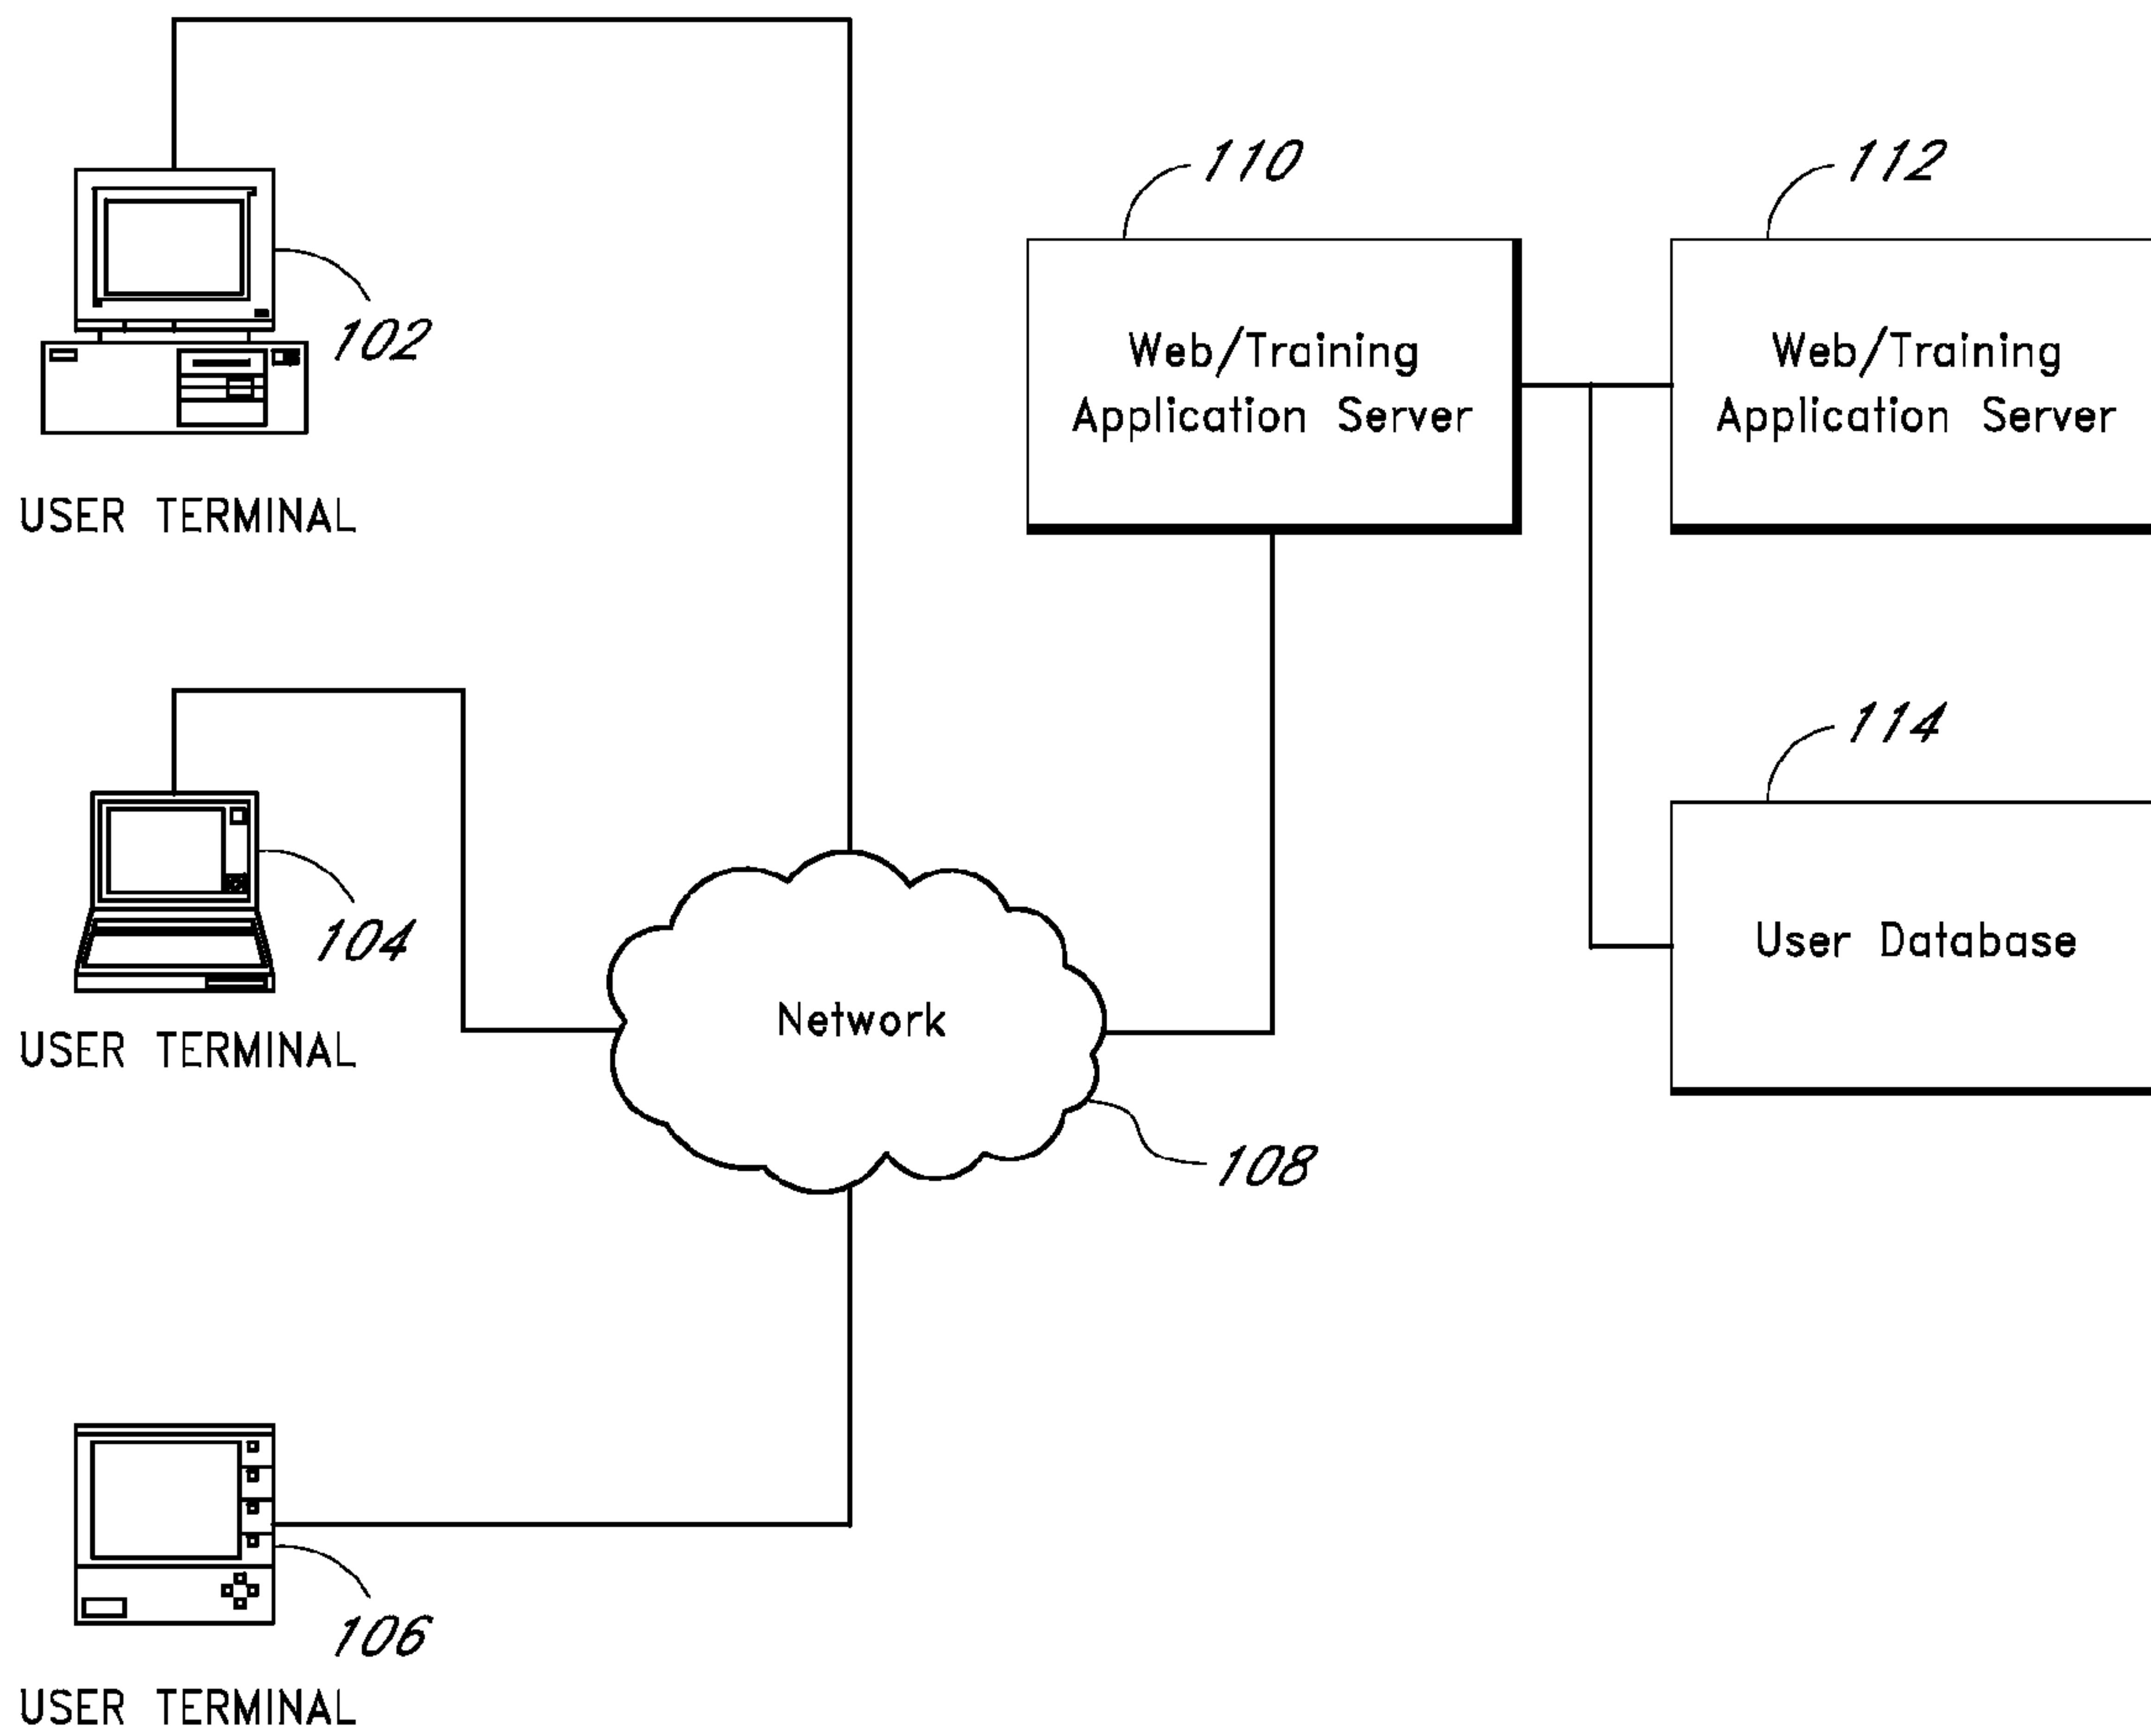 110
112
102
Web/Training
Application Server
Web/Training
Application Server
USER TERMINAL
114
104
User Database
Network
USER TERMINAL
108
106
USER TERMINAL